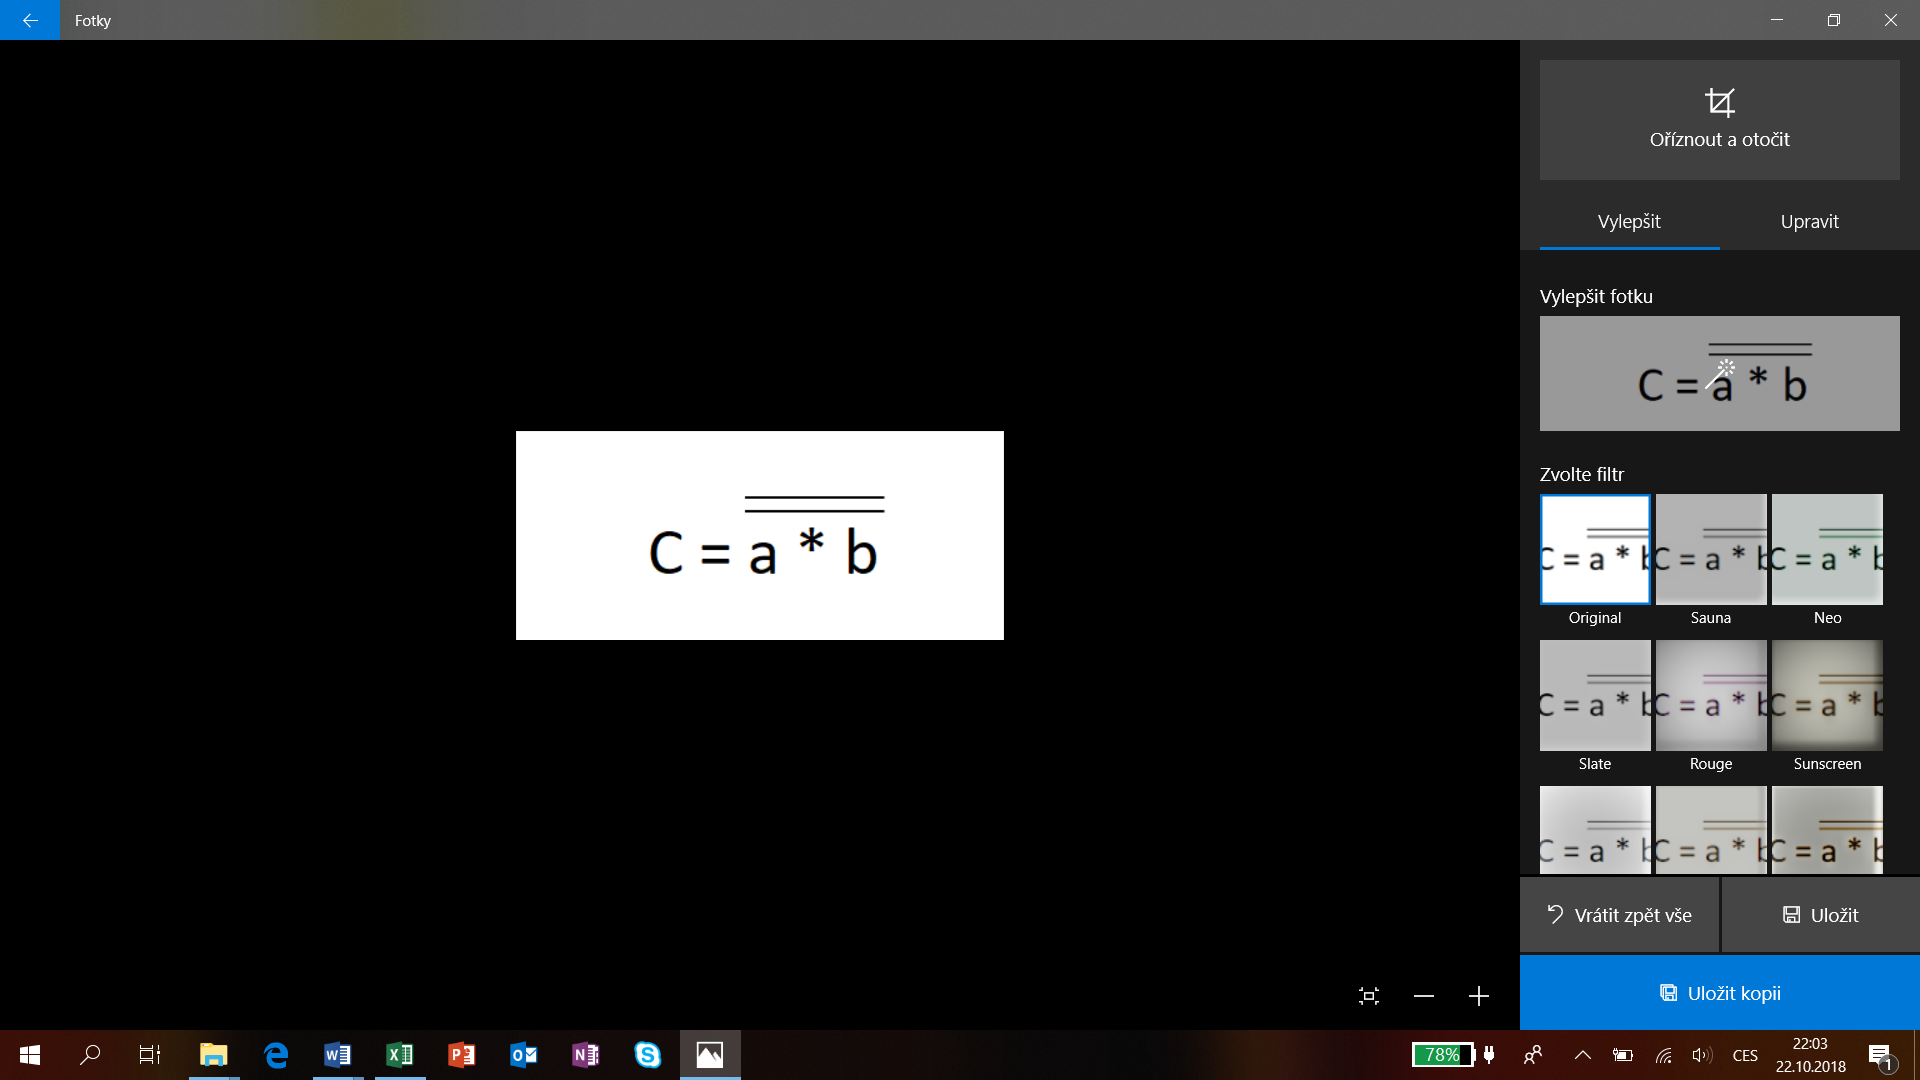 Fotky
Oříznout a otočit
Vylepšit Upravit
Vylepšit fotku
C = a * b
C = a * b
Zvolte filtr
C = a * b
C = a * b
C = a * b
Original Sauna Neo
C = a * b
C = a * b
C = a * b
Slate Rouge Sunscreen
C = a * b
C = a * b
C = a * b
Vrátit zpět vše Uložit
Uložit kopii
78% CES 22:03
22.10.2018
1